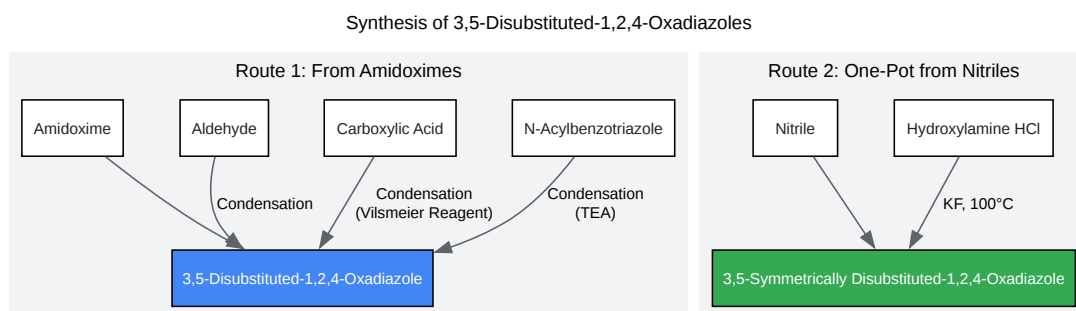 Synthesis of 3,5-Disubstituted-1,2,4-Oxadiazoles
Route 1: From Amidoximes
Amidoxime
Aldehyde
Carboxylic Acid
N-Acylbenzotriazole
Condensation
Condensation
(Vilsmeier Reagent)
Condensation
(TEA)
3,5-Disubstituted-1,2,4-Oxadiazole
Route 2: One-Pot from Nitriles
Nitrile
Hydroxylamine HCl
KF, 100°C
3,5-Symmetrically Disubstituted-1,2,4-Oxadiazole